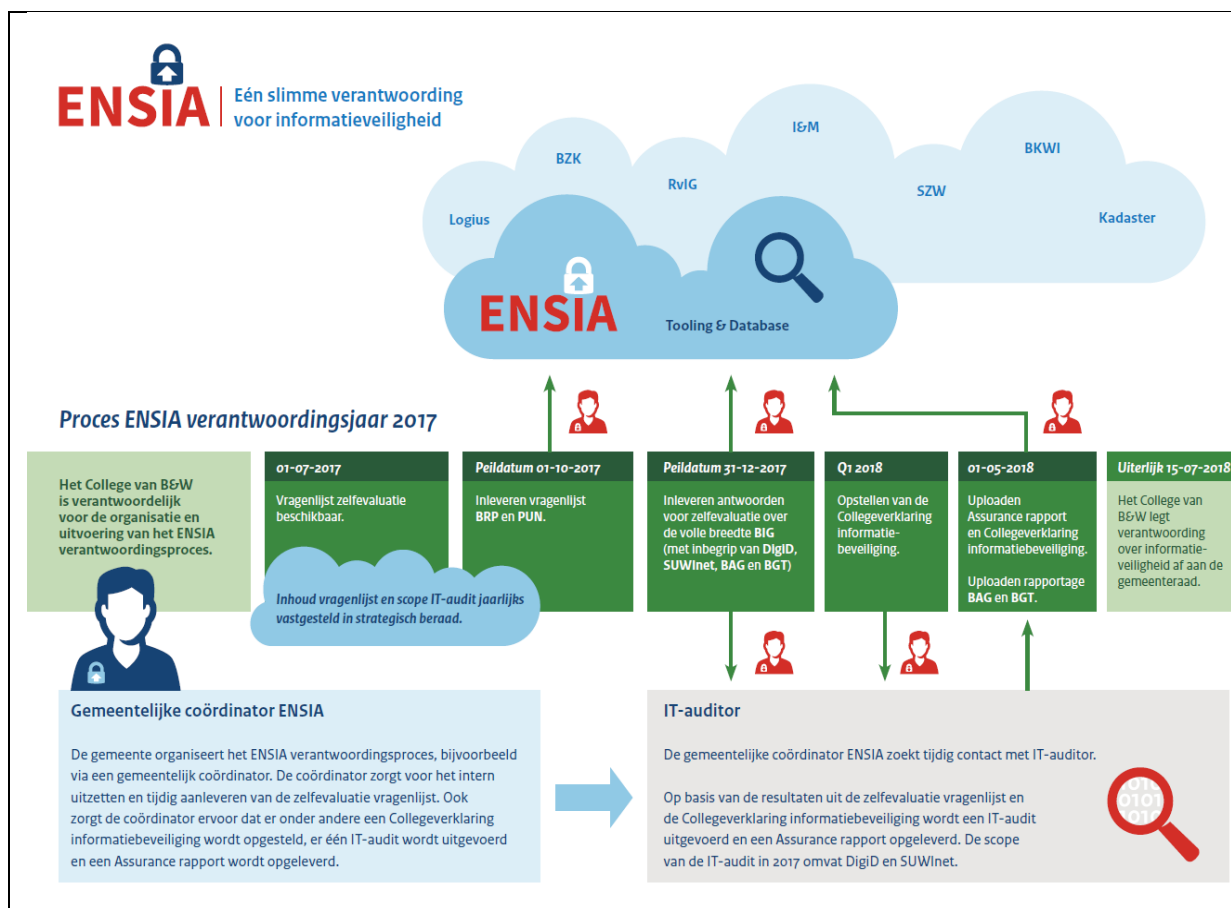 ENSIA
Eén slimme verantwoording
voor informatieveiligheid
I&M
BZK
BKWI
RvIG
SZW
Logius
Kadaster
ENSIA
Tooling & Database
Proces ENSIA verantwoordingsjaar 2017
Het College van B&W
is verantwoordelijk
voor de organisatie en
uitvoering van het ENSIA
verantwoordingsproces.
01-07-2017
Vragenlijst zelfevaluatie
beschikbaar.
Peildatum 01-10-2017
Inleveren vragenlijst
BRP en PUN.
Inhoud vragenlijst en scope IT-audit jaarlijks
vastgesteld in strategisch beraad.
Peildatum 31-12-2017
Inleveren antwoorden
voor zelfevaluatie over
de volle breedte BIG
(met inbegrip van DigiD,
SUWInet, BAG en BGT)
Q1 2018
Opstellen van de
Collegeverklaring
informatie-
beveiliging.
01-05-2018
Uploaden
Assurance rapport
en Collegeverklaring
informatiebeveiliging.
Uploaden rapportage
BAG en BGT.
Uiterlijk 15-07-2018
Het College van
B&W legt
verantwoording
over informatie-
veiligheid af aan de
gemeenteraad.
Gemeentelijke coördinator ENSIA
De gemeente organiseert het ENSIA verantwoordingsproces, bijvoorbeeld
via een gemeentelijk coördinator. De coördinator zorgt voor het intern
uitzetten en tijdig aanleveren van de zelfevaluatie vragenlijst. Ook
zorgt de coördinator ervoor dat er onder andere een Collegeverklaring
informatiebeveiliging wordt opgesteld, er één IT-audit wordt uitgevoerd
en een Assurance rapport wordt opgeleverd.
IT-auditor
De gemeentelijke coördinator ENSIA zoekt tijdig contact met IT-auditor.
Op basis van de resultaten uit de zelfevaluatie vragenlijst en
de Collegeverklaring informatiebeveiliging wordt een IT-audit
uitgevoerd en een Assurance rapport opgeleverd. De scope
van de IT-audit in 2017 omvat DigiD en SUWInet.